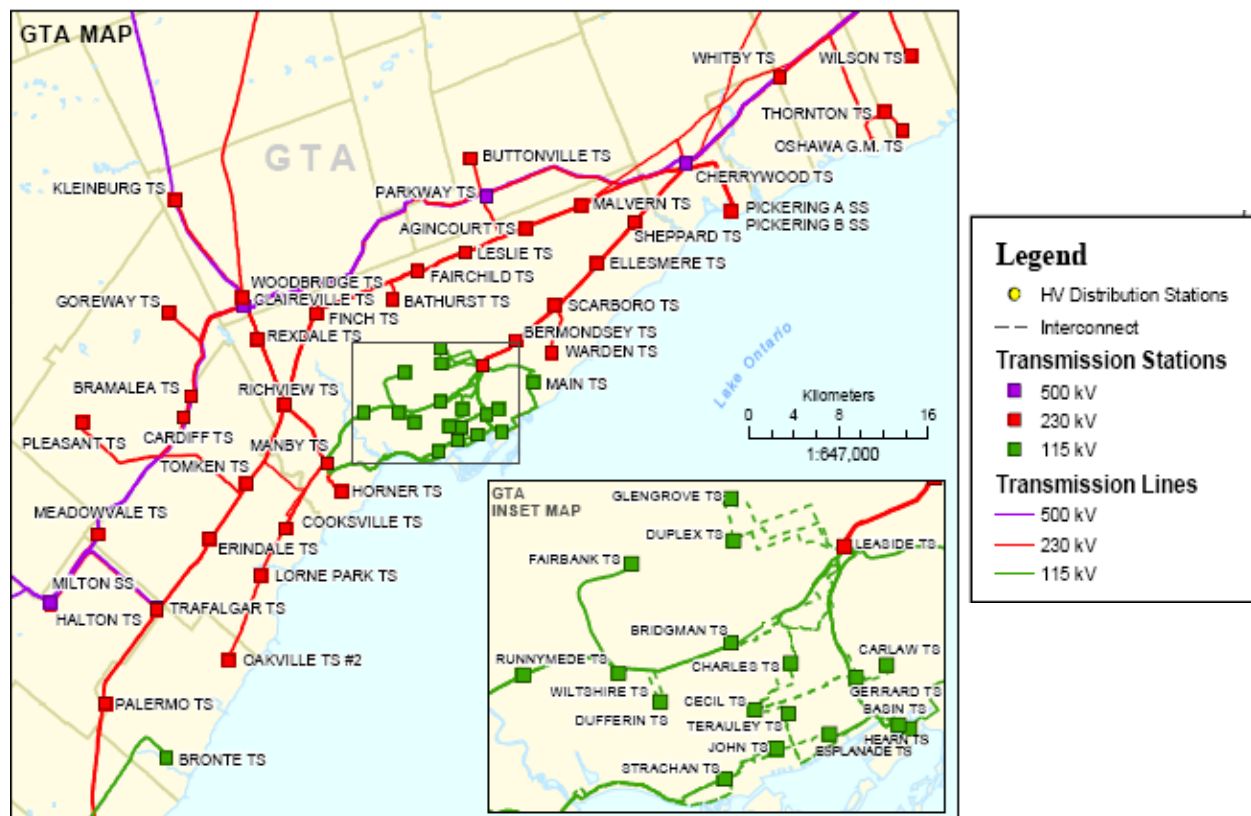 GTA MAP
GTA
WHITBY TS
WILSON TS
THORNTON TS
OSHAWA G.M. TS
BUTTONVILLE TS
CHERRYWOOD TS
KLEINBURG TS
PARKWAY TS
MALVERN TS
PICKERING A SS
PICKERING B SS
AGINCOURT TS
SHEPPARD TS
LESLIE TS
ELLESMERE TS
FAIRCHILD TS
WOODBRIDGE TS
CLAIREVILLE TS
BATHURST TS
SCARBORO TS
GOREWAY TS
FINCH TS
REXDALE TS
BERMONDSEY TS
WARDEN TS
Lake Ontario
BRAMALEA TS
RICHVIEW TS
MAIN TS
Kilometers
0 4 8 16
1:647,000
PLEASANT TS
CARDIFF TS
MANBY TS
TOMKEN TS
HORNER TS
MEADOWVALE TS
COOKSVILLE TS
ERINDALE TS
LORNE PARK TS
MILTON SS
HALTON TS
TRAFALGAR TS
OAKVILLE TS #2
PALERMO TS
BRONTE TS
GTA
INSET MAP
GLENGROVE TS
DUPLEX TS
LEASIDE TS
FAIRBANK TS
BRIDGMAN TS
CARLAW TS
RUNNYMEDE TS
CHARLES TS
WILTSHIRE TS
CECIL TS
GERRARD TS
DUFFERIN TS
TERAULEY TS
BASIN TS
HEARN TS
JOHN TS
ESPLANADE TS
STRACHAN TS
Legend
HV Distribution Stations
Interconnect
Transmission Stations
500 kV
230 kV
115 kV
Transmission Lines
500 kV
230 kV
115 kV